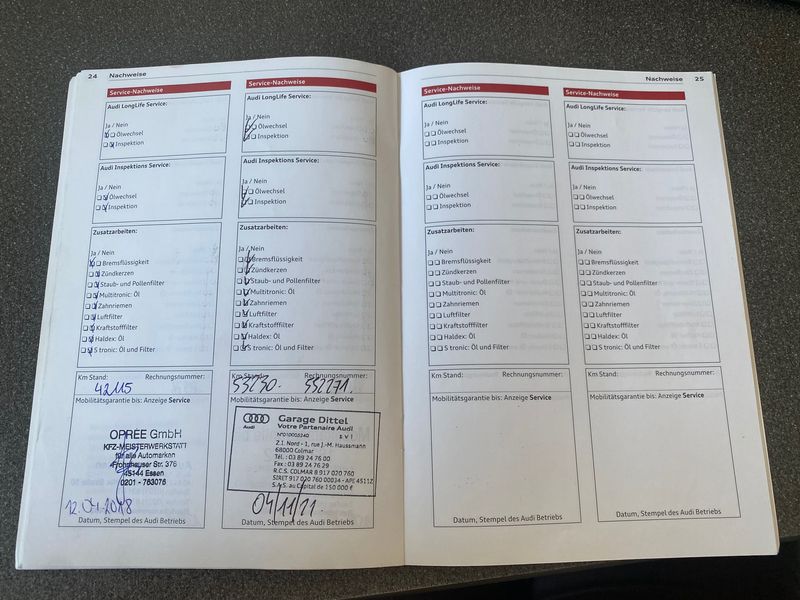 24 Nachweise
Service-Nachweise
Audi LongLife Service:
Ja / Nein
Ölwechsel
Inspektion
Audi Inspektions Service:
Ja / Nein
Ölwechsel
Inspektion
Zusatzarbeiten:
Ja / Nein
Bremsflüssigkeit
Zündkerzen
Staub- und Pollenfilter
Multitronic: Öl
Zahnriemen
Luftfilter
Kraftstofffilter
Haldex: Öl
S tronic: Öl und Filter
Km Stand: Rechnungsnummer:
42115
Mobilitätsgarantie bis: Anzeige Service
OPREE GmbH
KFZ-MEISTERWERKSTATT
für alle Automarken
Frohnhauser Str. 376
45144 Essen
0201 - 763076
12.04.2018
Datum, Stempel des Audi Betriebs
Service-Nachweise
Audi LongLife Service:
Ja / Nein
Ölwechsel
Inspektion
Audi Inspektions Service:
Ja / Nein
Ölwechsel
Inspektion
Zusatzarbeiten:
Ja / Nein
Bremsflüssigkeit
Zündkerzen
Staub- und Pollenfilter
Multitronic: Öl
Zahnriemen
Luftfilter
Kraftstofffilter
Haldex: Öl
S tronic: Öl und Filter
Km Stand: Rechnungsnummer:
Mobilitätsgarantie bis: Anzeige Service
Audi
Garage Dittel
Votre Partenaire Audi
Z.I. Nord - 1, rue J.-M. Haussmann
68000 Colmar
Tél. : 03 89 24 76 00
Fax : 03 89 24 76 29
R.C.S. COLMAR B 917 020 760
SIRET 917 020 760 00034 - APE 4511Z
S.A.S. au Capital de 150 000 €
04/11/21
Datum, Stempel des Audi Betriebs
Nachweise 25
Service-Nachweise
Audi LongLife Service:
Ja / Nein
Ölwechsel
Inspektion
Audi Inspektions Service:
Ja / Nein
Ölwechsel
Inspektion
Zusatzarbeiten:
Ja / Nein
Bremsflüssigkeit
Zündkerzen
Staub- und Pollenfilter
Multitronic: Öl
Zahnriemen
Luftfilter
Kraftstofffilter
Haldex: Öl
S tronic: Öl und Filter
Km Stand: Rechnungsnummer:
Mobilitätsgarantie bis: Anzeige Service
Datum, Stempel des Audi Betriebs
Service-Nachweise
Audi LongLife Service:
Ja / Nein
Ölwechsel
Inspektion
Audi Inspektions Service:
Ja / Nein
Ölwechsel
Inspektion
Zusatzarbeiten:
Ja / Nein
Bremsflüssigkeit
Zündkerzen
Staub- und Pollenfilter
Multitronic: Öl
Zahnriemen
Luftfilter
Kraftstofffilter
Haldex: Öl
S tronic: Öl und Filter
Km Stand: Rechnungsnummer:
Mobilitätsgarantie bis: Anzeige Service
Datum, Stempel des Audi Betriebs